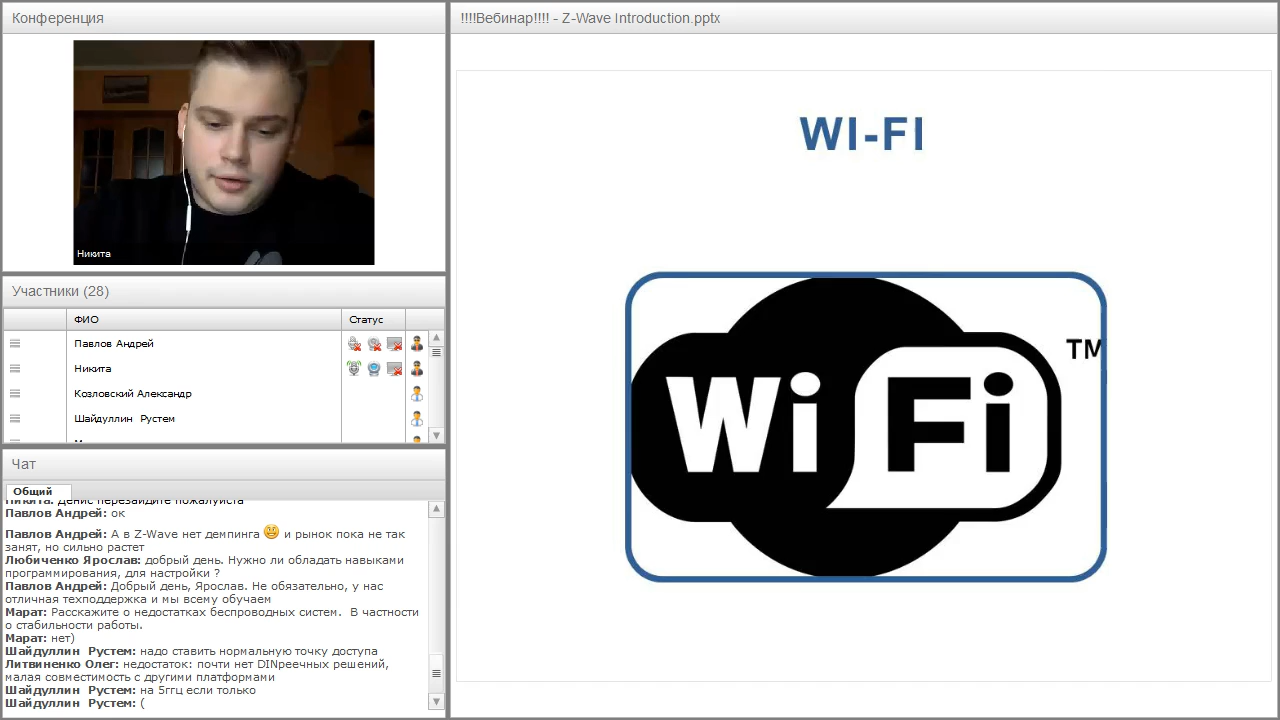 Конференция
Никита
Участники (28)
ФИО Статус
Павлов Андрей
Никита
Козловский Александр
Шайдуллин Рустем
Чат
Общий
Никита: Денис перезайдите пожалуйста
Павлов Андрей: ок
Павлов Андрей: А в Z-Wave нет демпинга и рынок пока не так
занят, но сильно растет
Любиченко Ярослав: добрый день. Нужно ли обладать навыками
програмирования, для настройки ?
Павлов Андрей: Добрый день, Ярослав. Не обязательно, у нас
отличная техподдержка и мы всему обучаем
Марат: Расскажите о недостатках беспроводных систем. В частности
о стабильности работы.
Марат: нет)
Шайдуллин Рустем: надо ставить нормальную точку доступа
Литвиненко Олег: недостаток: почти нет DINреечных решений,
малая совместимость с другими платформами
Шайдуллин Рустем: на 5ггц если только
Шайдуллин Рустем: (
!!!!Вебинар!!!! - Z-Wave Introduction.pptx
WI-FI
Wi Fi TM